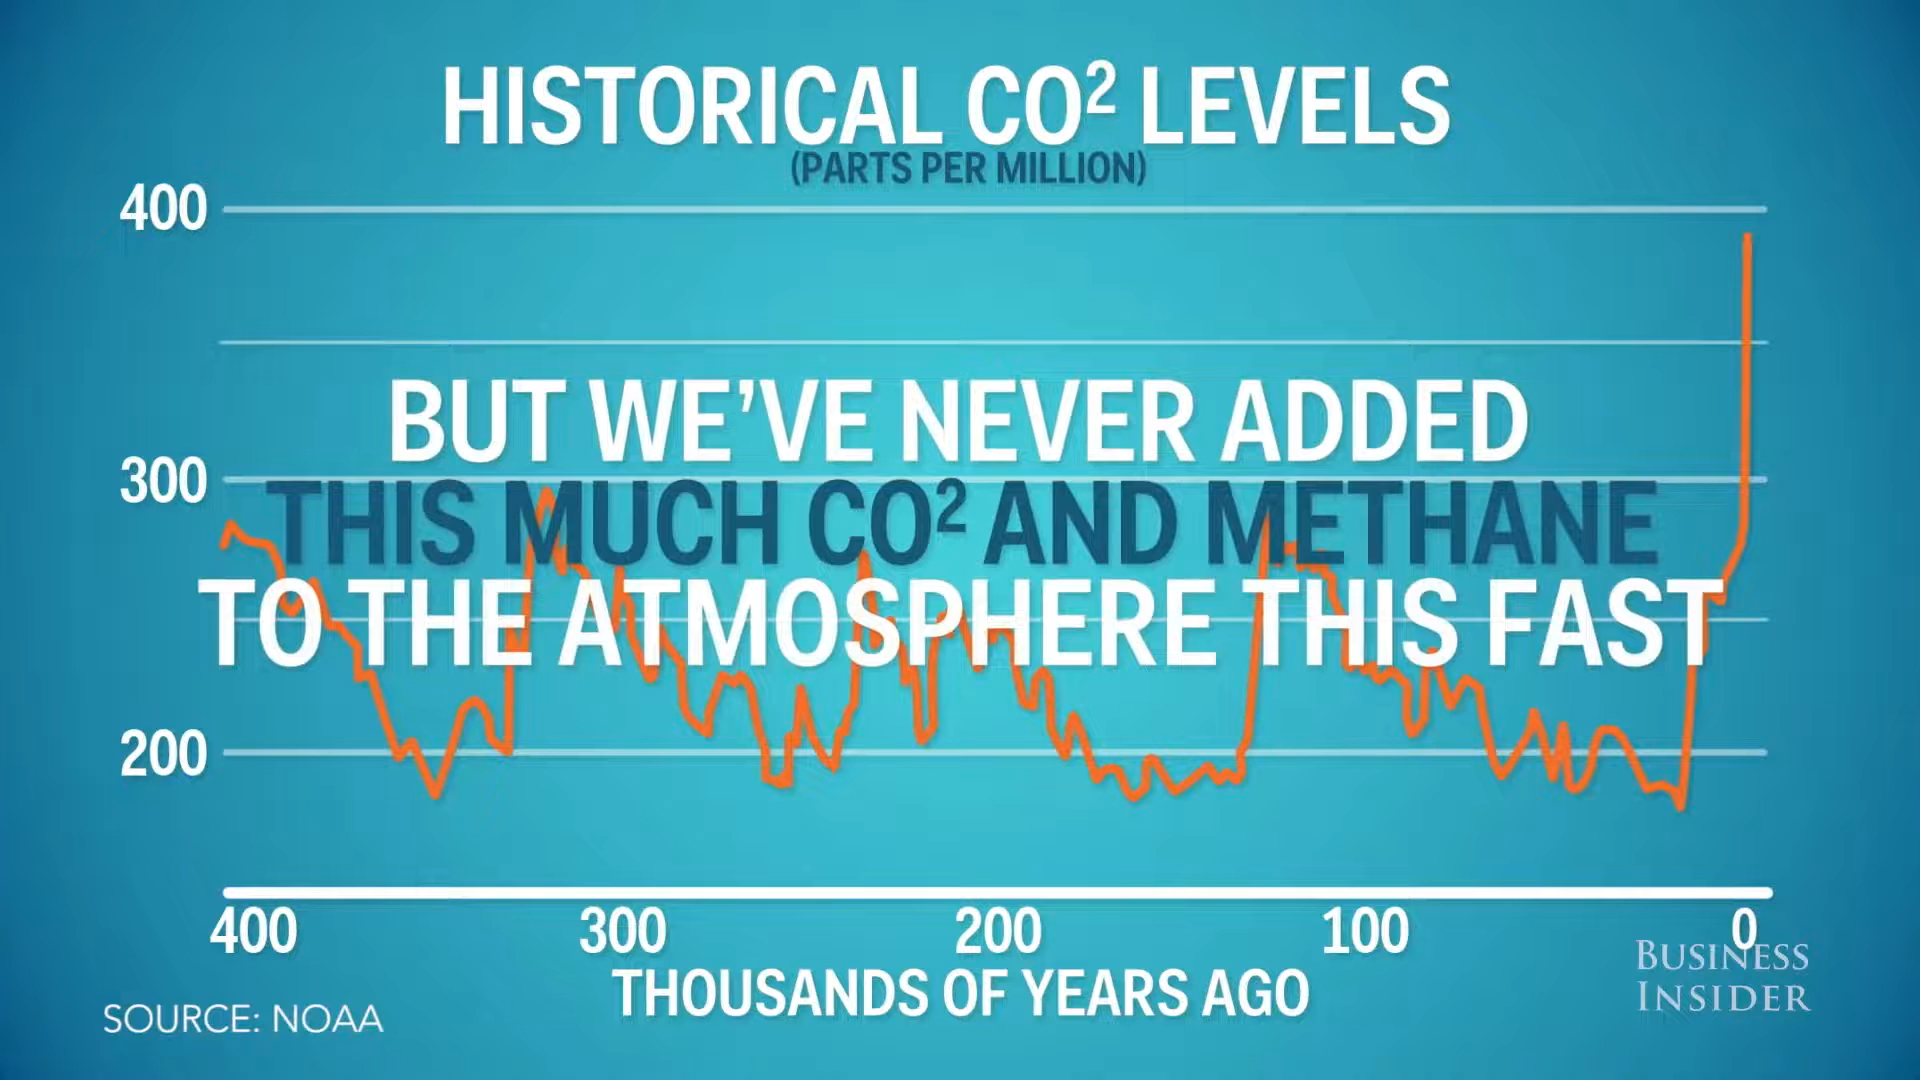 HISTORICAL CO² LEVELS
(PARTS PER MILLION)
400
BUT WE'VE NEVER ADDED
300
THIS MUCH CO² AND METHANE
TO THE ATMOSPHERE THIS FAST
200
400 300 200 100 0
THOUSANDS OF YEARS AGO
SOURCE: NOAA
BUSINESS
INSIDER